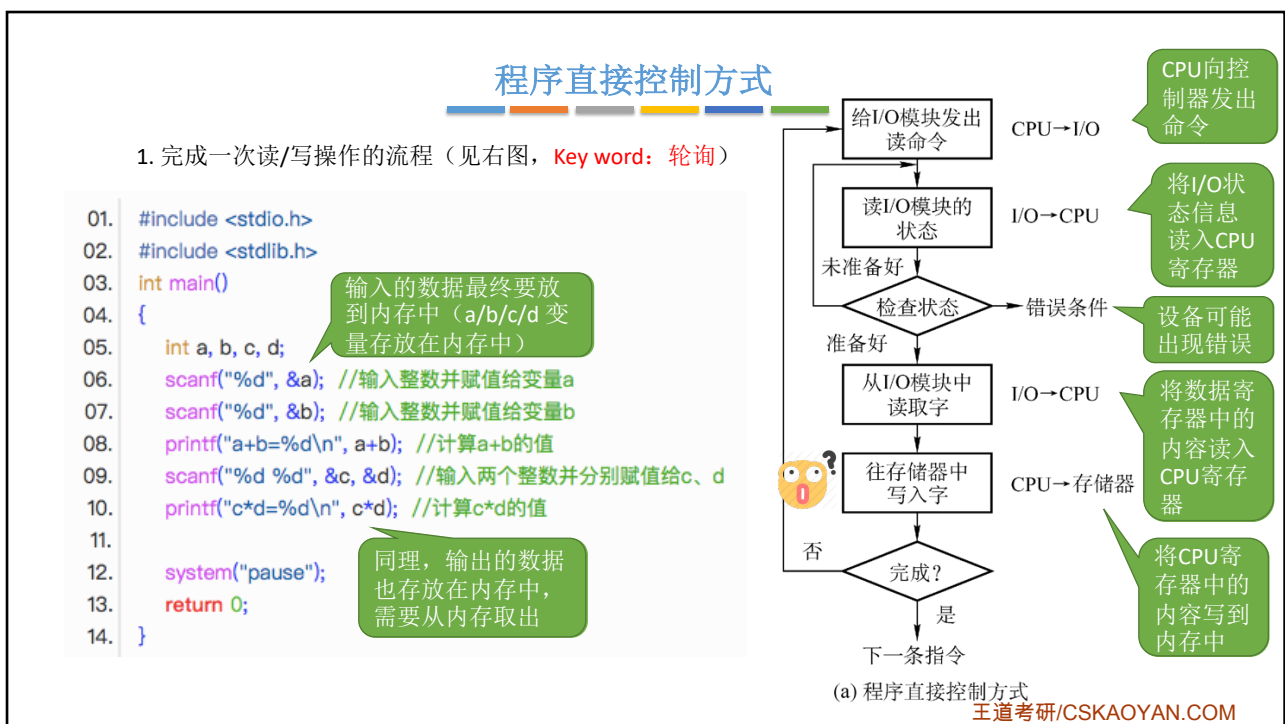 程序直接控制方式
1. 完成一次读/写操作的流程（见右图，Key word：轮询）
01. #include <stdio.h>
02. #include <stdlib.h>
03. int main()
04. {
05. int a, b, c, d;
06. scanf("%d", &a); //输入整数并赋值给变量a
07. scanf("%d", &b); //输入整数并赋值给变量b
08. printf("a+b=%d\n", a+b); //计算a+b的值
09. scanf("%d %d", &c, &d); //输入两个整数并分别赋值给c、d
10. printf("c*d=%d\n", c*d); //计算c*d的值
11.
12. system("pause");
13. return 0;
14. }
输入的数据最终要放
到内存中（a/b/c/d 变
量存放在内存中）
同理，输出的数据
也存放在内存中，
需要从内存取出
给I/O模块发出
读命令
CPU→I/O
CPU向控
制器发出
命令
读I/O模块的
状态
I/O→CPU
将I/O状
态信息
读入CPU
寄存器
未准备好
检查状态
错误条件
设备可能
出现错误
准备好
从I/O模块中
读取字
I/O→CPU
将数据寄
存器中的
内容读入
CPU寄存
器
往存储器中
写入字
CPU→存储器
将CPU寄
存器中的
内容写到
内存中
否
完成？
是
下一条指令
(a) 程序直接控制方式
王道考研/CSKAOYAN.COM